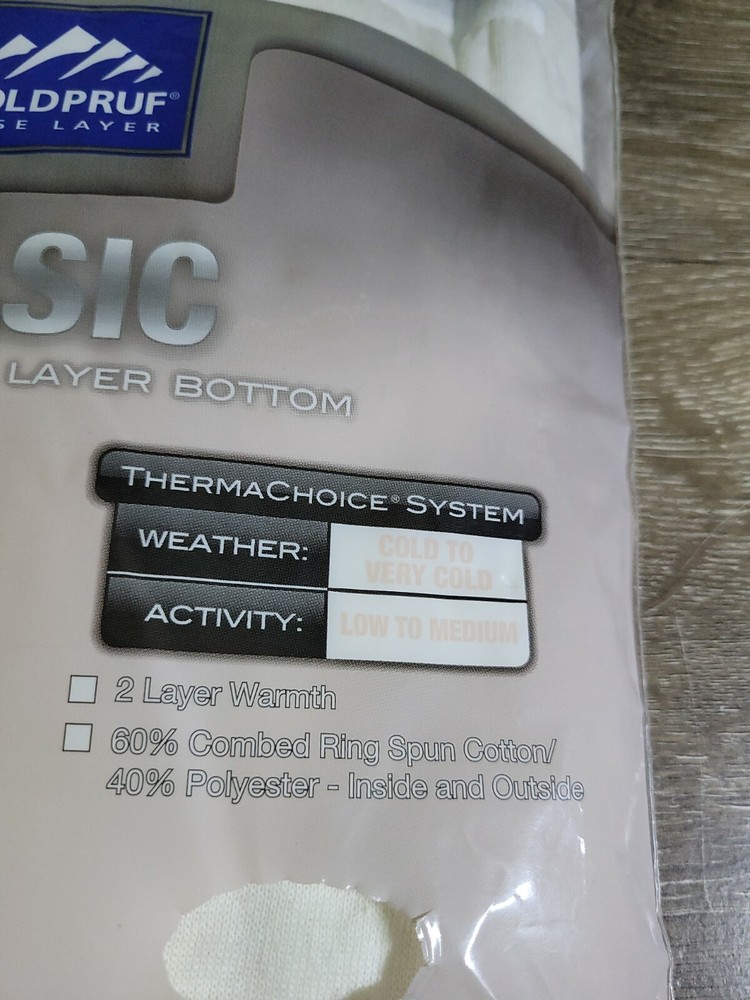 OLDPRUF®
SE LAYER
SIC
LAYER BOTTOM
THERMACHOICE® SYSTEM
WEATHER:
COLD TO
VERY COLD
ACTIVITY:
LOW TO MEDIUM
2 Layer Warmth
60% Combed Ring Spun Cotton/
40% Polyester - Inside and Outside